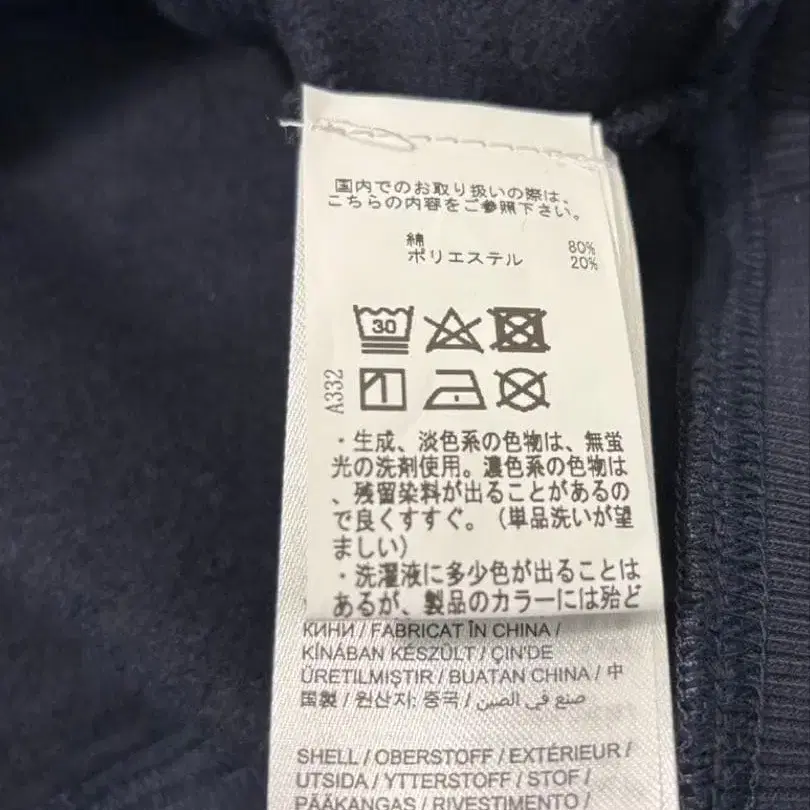 国内でのお取り扱いの際は、
こちらの内容をご参照下さい。
綿 80%
ポリエステル 20%
30
A332
・生成、淡色系の色物は、無蛍
光の洗剤使用。濃色系の色物は
、残留染料が出ることがあるの
で良くすすぐ。（単品洗いが望
ましい）
・洗濯液に多少色が出ることは
あるが、製品のカラーには殆ど
КИНИ / FABRICAT ÎN CHINA /
KÍNÁBAN KÉSZÜLT / ÇIN'DE
ÜRETILMIŞTIR / BUATAN CHINA / 中
国製 / 원산지: 중국 / صنع في الصين
SHELL / OBERSTOFF / EXTÉRIEUR /
UTSIDA / YTTERSTOFF / STOF /
PÄÄKANGAS / RIVESTIMENTO /